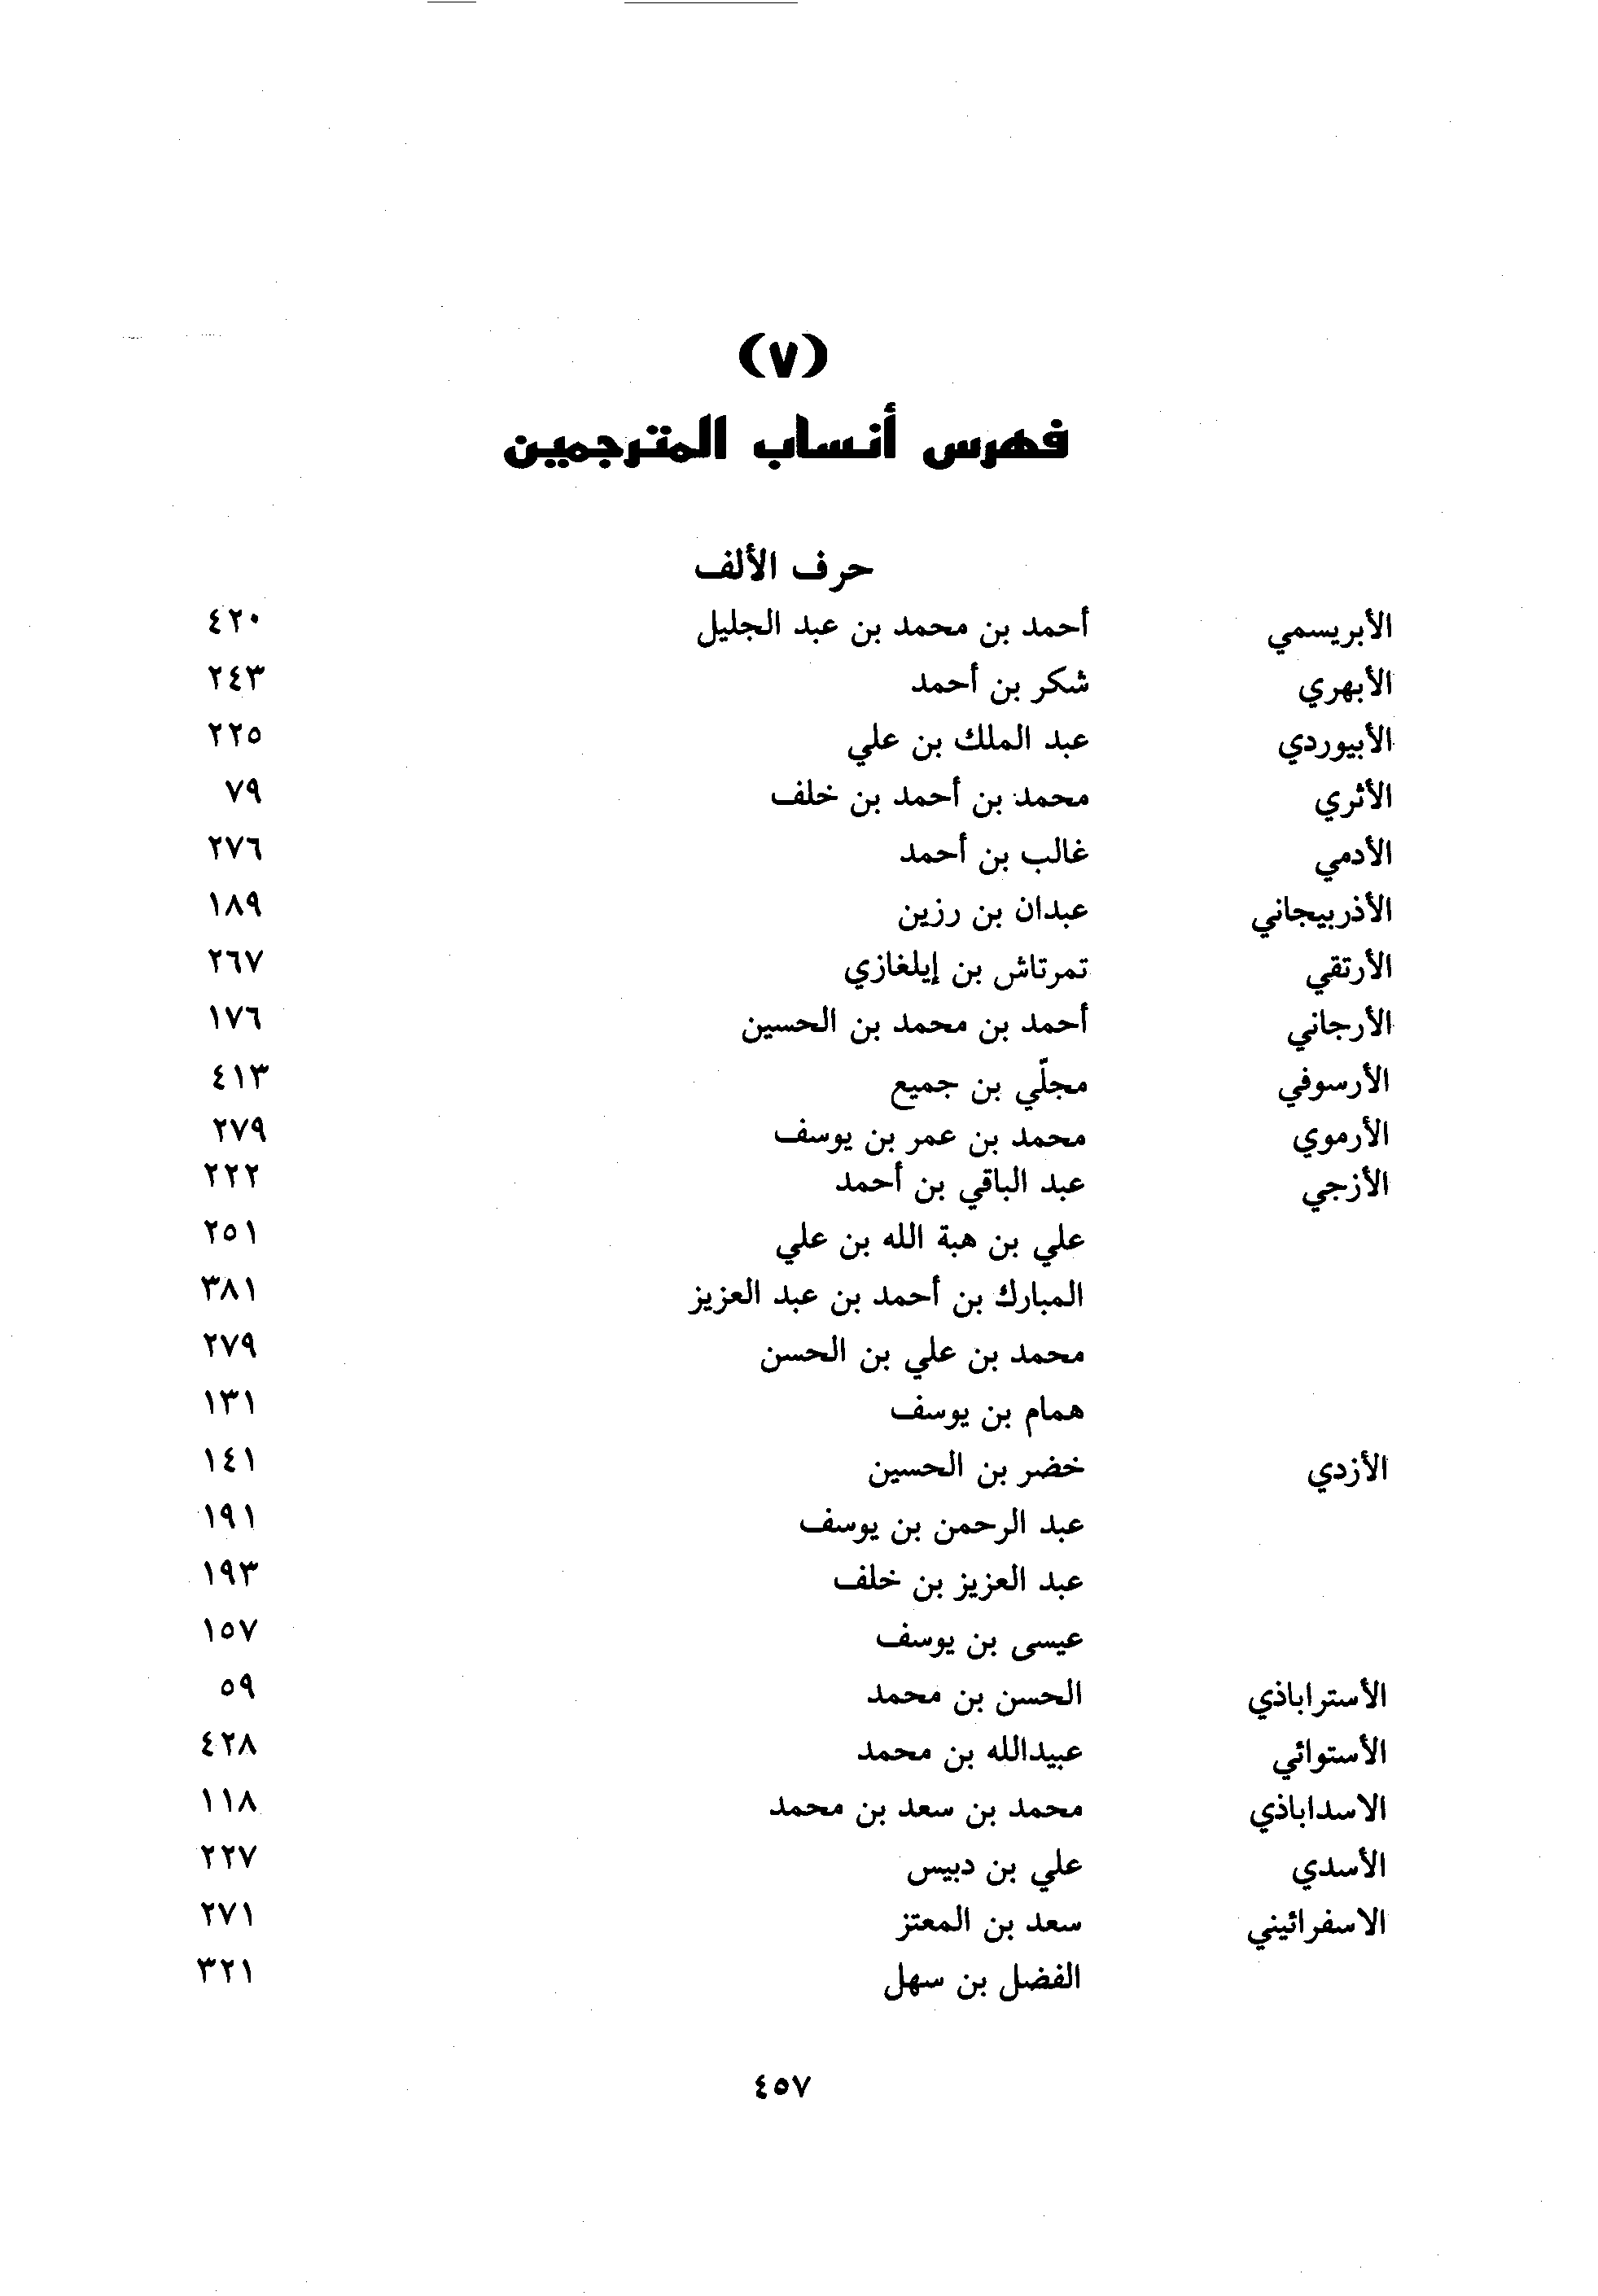 (٧)
فهرس أنساب المترجمين
حرف الألف
الأبريسمي أحمد بن محمد بن عبد الجليل ٤٢٠
الأبهري شكر بن أحمد ٢٤٣
الأبيوردي عبد الملك بن علي ٢٢٥
الأثري محمد بن أحمد بن خلف ٧٩
الأدمي غالب بن أحمد ٢٧٦
الأذربيجاني عبدان بن رزين ١٨٩
الأرتقي تمرتاش بن إيلغازي ٢٦٧
الأرجاني أحمد بن محمد بن الحسين ١٧٦
الأرسوفي مجلّي بن جميع ٤١٣
الأرموي محمد بن عمر بن يوسف ٢٧٩
الأزجي عبد الباقي بن أحمد ٢٢٢
علي بن هبة الله بن علي ٢٥١
المبارك بن أحمد بن عبد العزيز ٣٨١
محمد بن علي بن الحسن ٢٧٩
همام بن يوسف ١٣١
الأزدي خضر بن الحسين ١٤١
عبد الرحمن بن يوسف ١٩١
عبد العزيز بن خلف ١٩٣
عيسى بن يوسف ١٥٧
الأستراباذي الحسن بن محمد ٥٩
الأستوائي عبيدالله بن محمد ٤٢٨
الاسداباذي محمد بن سعد بن محمد ١١٨
الأسدي علي بن دبيس ٢٢٧
الاسفرائيني سعد بن المعتز ٢٧١
الفضل بن سهل ٣٢١
٤٥٧